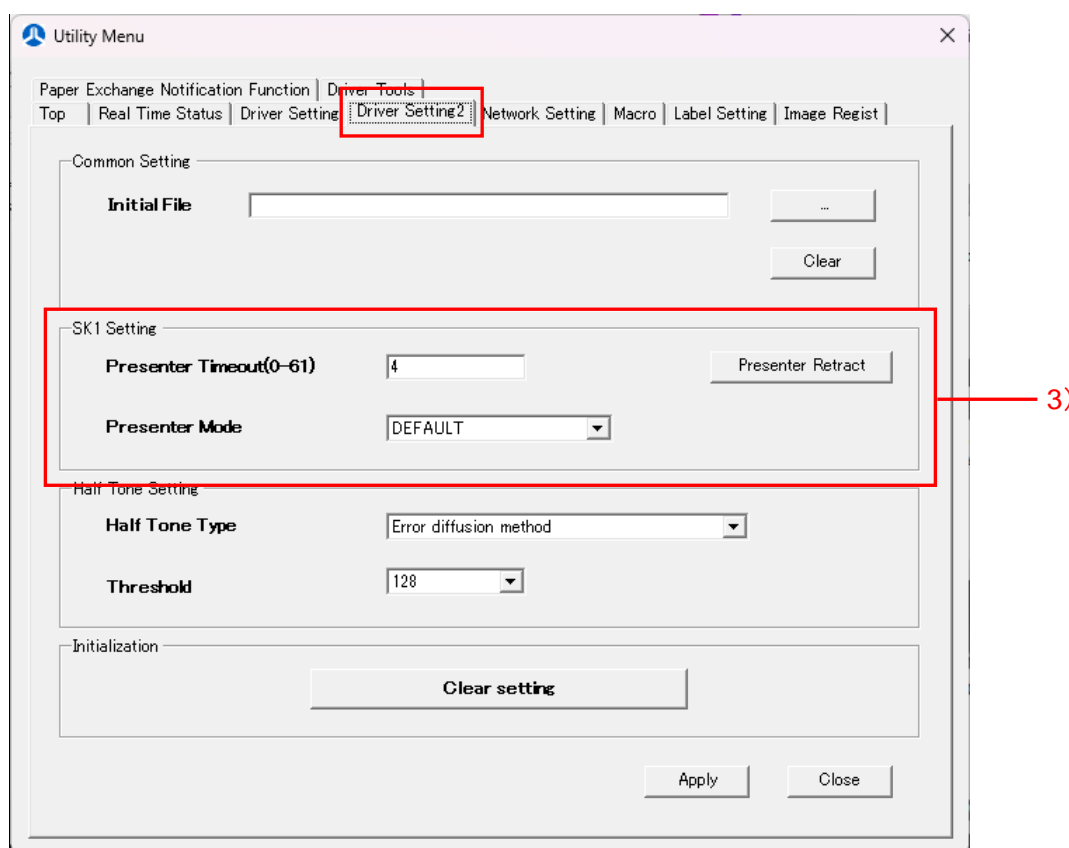 Utility Menu
Paper Exchange Notification Function Driver Tools
Top Real Time Status Driver Setting Driver Setting2 Network Setting Macro Label Setting Image Regist
Common Setting
Initial File ...
Clear
SK1 Setting
Presenter Timeout(0-61) 4 Presenter Retract
3)
Presenter Mode DEFAULT
Half Tone Setting
Half Tone Type Error diffusion method
Threshold 128
Initialization
Clear setting
Apply Close